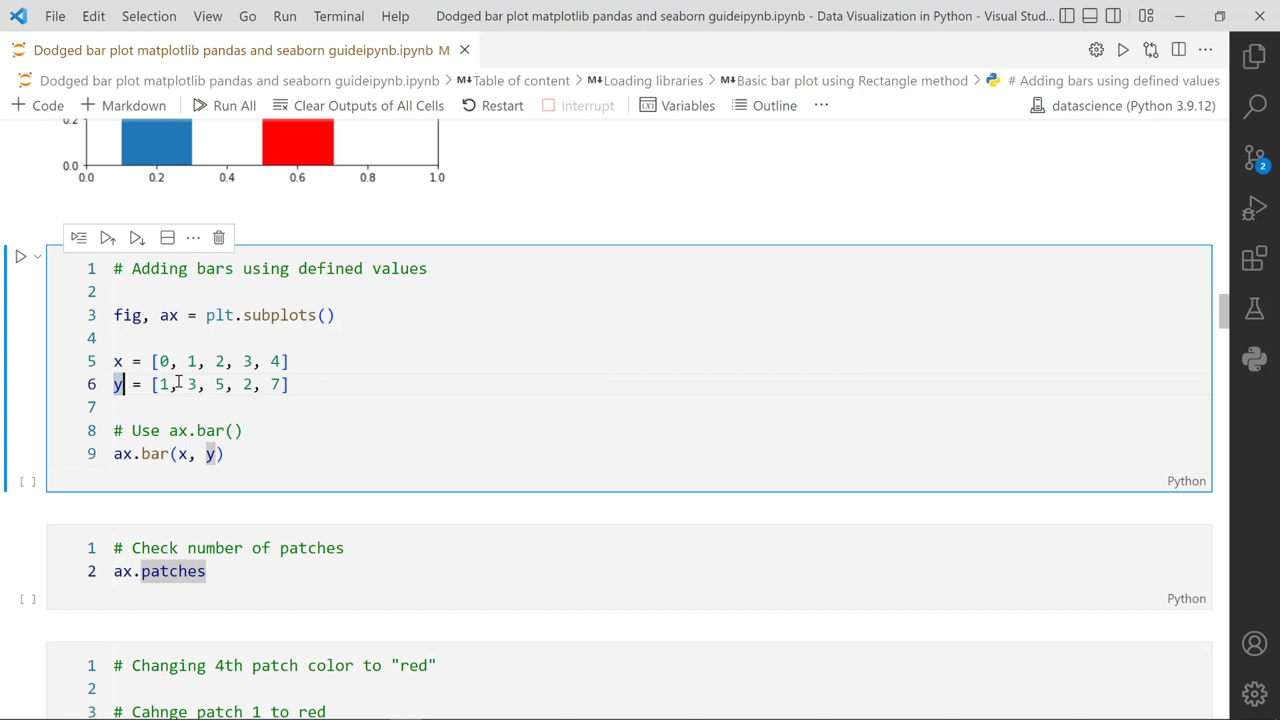 File Edit Selection View Go Run Terminal Help Dodged bar plot matplotlib pandas and seaborn guideipynb.ipynb - Data Visualization in Python - Visual Stud...
Dodged bar plot matplotlib pandas and seaborn guideipynb.ipynb M
Dodged bar plot matplotlib pandas and seaborn guideipynb.ipynb > M↓Table of content > M↓Loading libraries > M↓Basic bar plot using Rectangle method > # Adding bars using defined values
+ Code + Markdown Run All Clear Outputs of All Cells Restart Interrupt Variables Outline ... datascience (Python 3.9.12)
0.2
0.0
0.0 0.2 0.4 0.6 0.8 1.0
1 # Adding bars using defined values
2
3 fig, ax = plt.subplots()
4
5 x = [0, 1, 2, 3, 4]
6 y = [1, 3, 5, 2, 7]
7
8 # Use ax.bar()
9 ax.bar(x, y)
[ ] Python
1 # Check number of patches
2 ax.patches
[ ] Python
1 # Changing 4th patch color to "red"
2
3 # Cahnge patch 1 to red
2